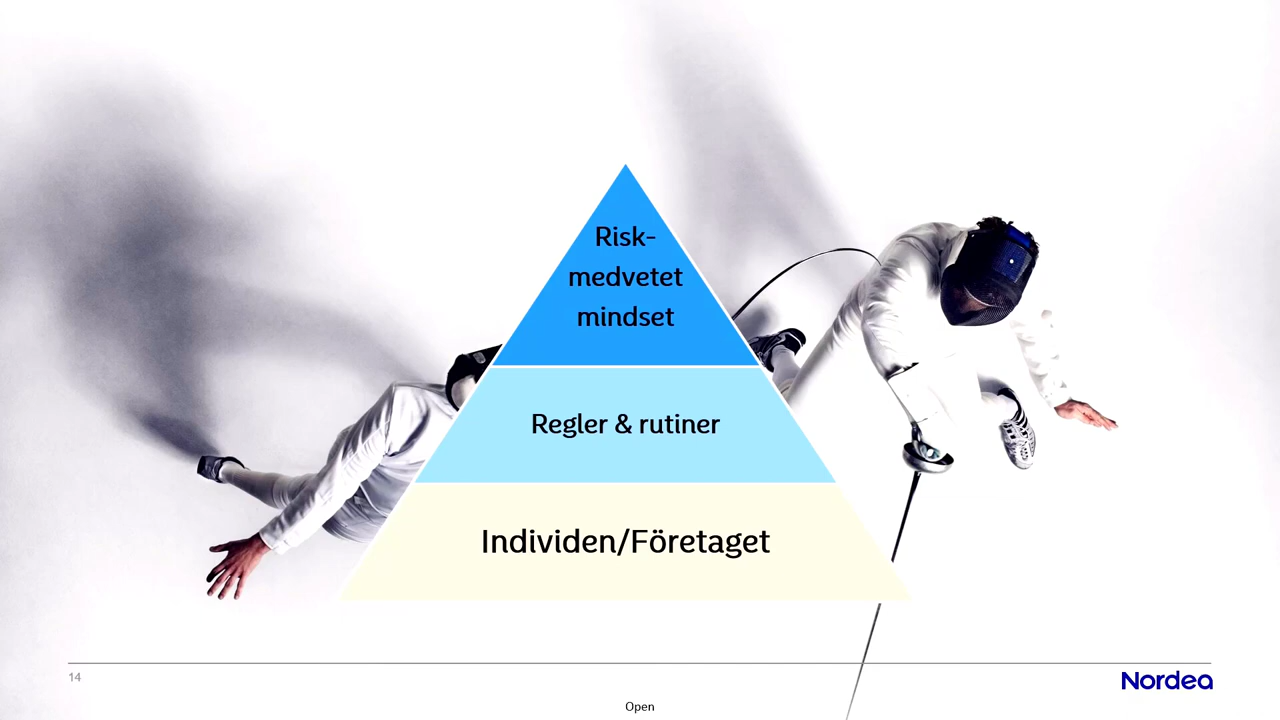 Risk-
medvetet
mindset
Regler & rutiner
Individen/Företaget
14
Nordea
Open